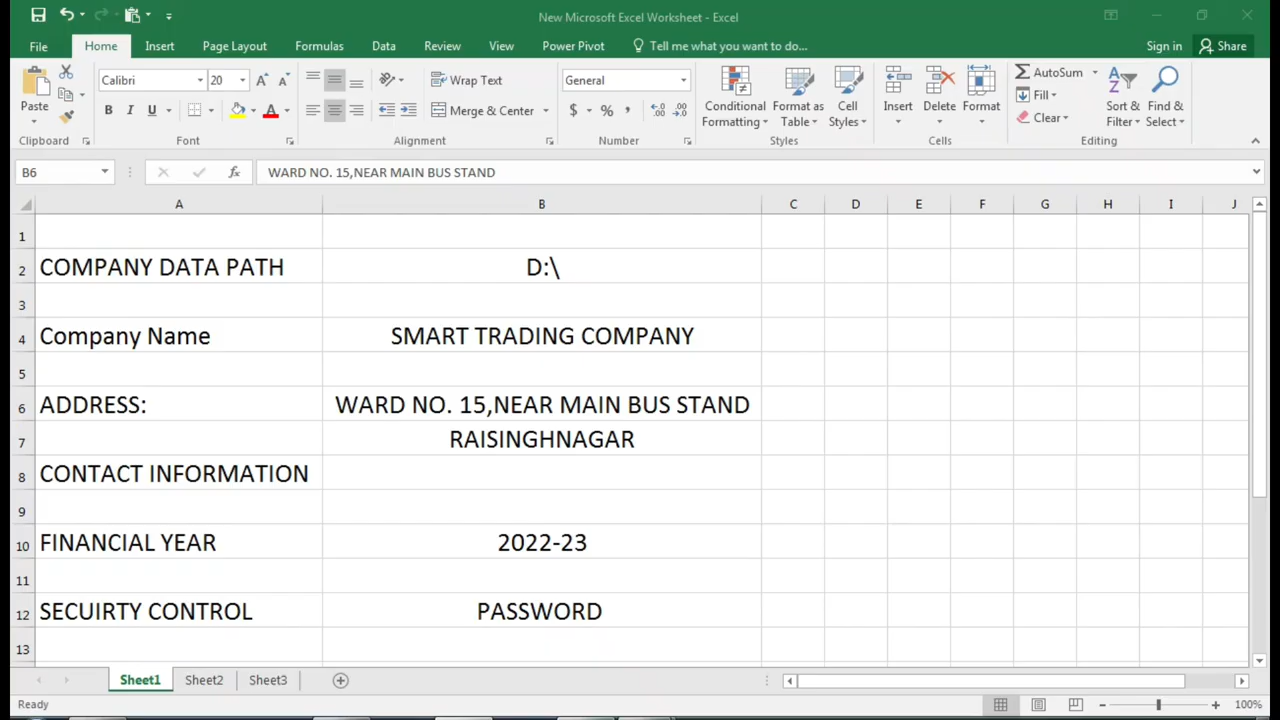 New Microsoft Excel Worksheet - Excel
File Home Insert Page Layout Formulas Data Review View Power Pivot Tell me what you want to do... Sign in Share
Paste Calibri 20 A A Wrap Text General Conditional Formatting Format as Table Cell Styles Insert Delete Format AutoSum Sort & Filter Find & Select
B I U A Merge & Center $ % , Fill
Clear
Clipboard Font Alignment Number Styles Cells Editing
B6 fx WARD NO. 15,NEAR MAIN BUS STAND
A B C D E F G H I J
1
2 COMPANY DATA PATH D:\
3
4 Company Name SMART TRADING COMPANY
5
6 ADDRESS: WARD NO. 15,NEAR MAIN BUS STAND
7 RAISINGHNAGAR
8 CONTACT INFORMATION
9
10 FINANCIAL YEAR 2022-23
11
12 SECUIRTY CONTROL PASSWORD
13
Sheet1 Sheet2 Sheet3
Ready 100%